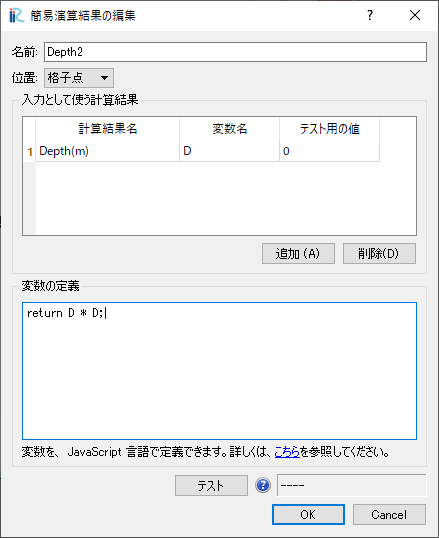 簡易演算結果の編集
名前: Depth2
位置: 格子点
入力として使う計算結果
計算結果名 変数名 テスト用の値
1 Depth(m) D 0
追加 (A) 削除(D)
変数の定義
return D * D;
変数を、 JavaScript 言語で定義できます。詳しくは、こちらを参照してください。
テスト ? ----
OK Cancel